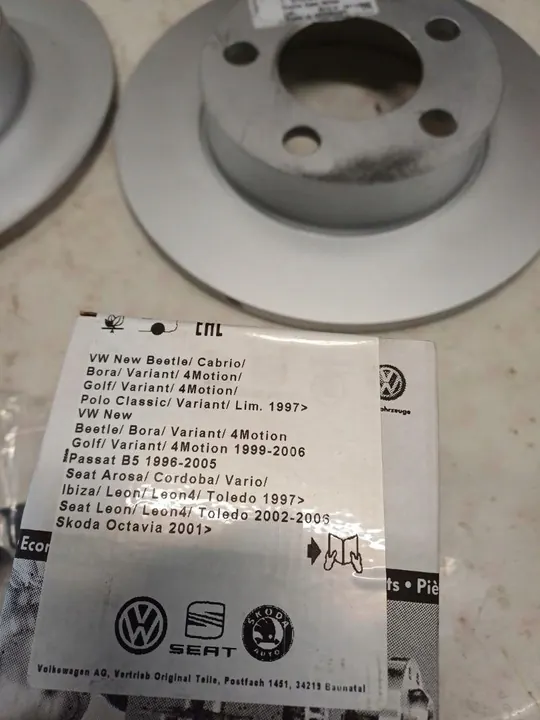 EAC
VW New Beetle/ Cabrio/
Bora/ Variant/ 4Motion/
Golf/ Variant/ 4Motion/
Polo Classic/ Variant/ Lim. 1997>
VW New
Beetle/ Bora/ Variant/ 4Motion
Golf/ Variant/ 4Motion 1999-2006
Passat B5 1996-2005
Seat Arosa/ Cordoba/ Vario/
Ibiza/ Leon/ Leon4/ Toledo 1997>
Seat Leon/ Leon4/ Toledo 2002-2006
Skoda Octavia 2001>
Econ
ts • Piè
SEAT
SKODA
AUTO
Volkswagen AG, Vertrieb Original Teile, Postfach 1451, 34219 Baunatal